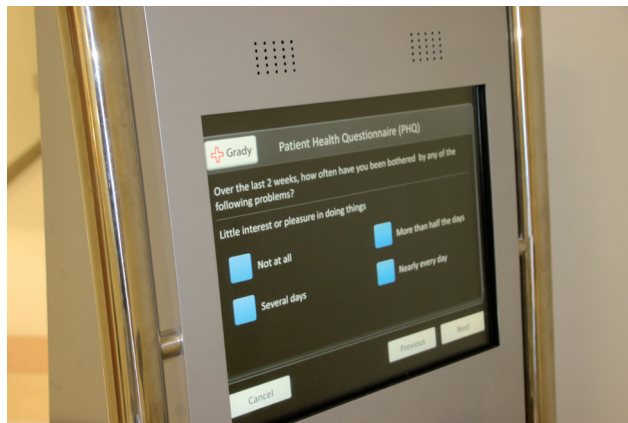 Grady
Patient Health Questionnaire (PHQ)
Over the last 2 weeks, how often have you been bothered by any of the
following problems?
Little interest or pleasure in doing things
Not at all
More than half the days
Several days
Nearly every day
Previous
Next
Cancel